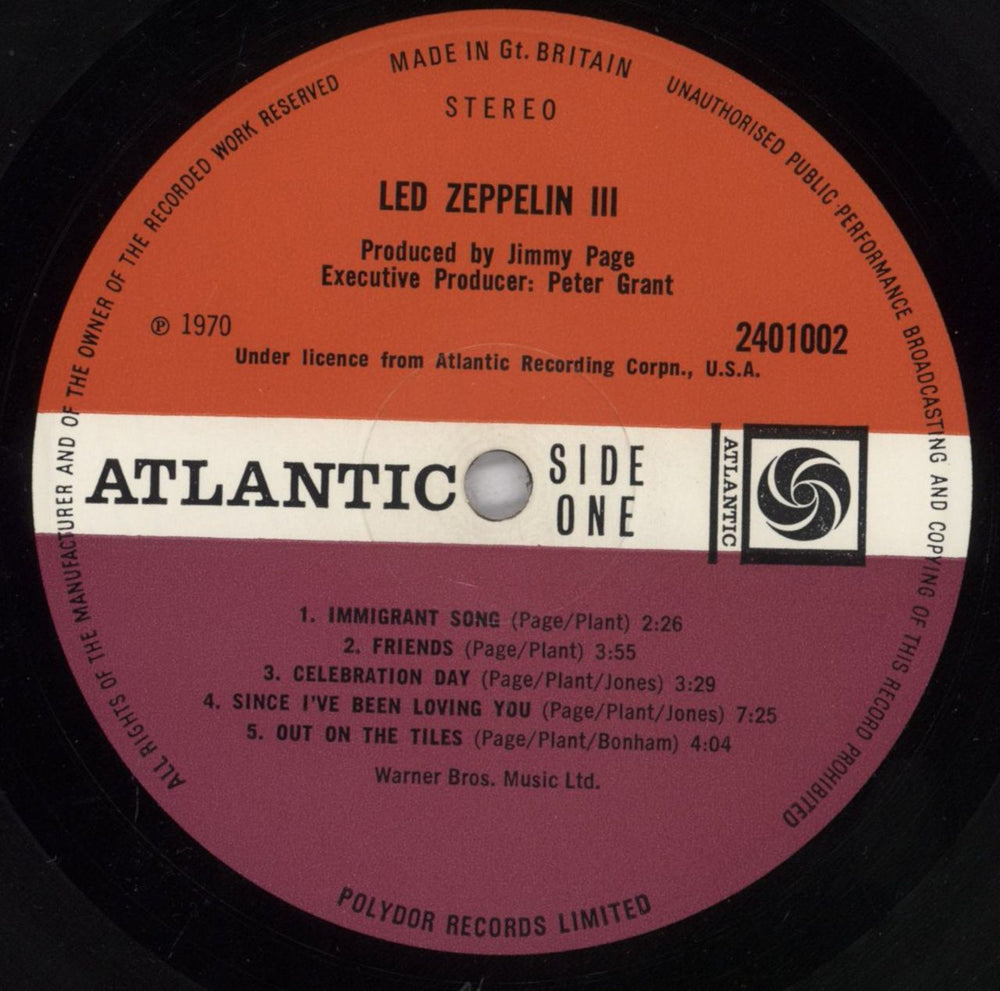 MADE IN Gt. BRITAIN
UNAUTHORISED PUBLIC PERFORMANCE BROADCASTING AND COPYING OF THIS RECORD PROHIBITED
ALL RIGHTS OF THE MANUFACTURER AND OF THE OWNER OF THE RECORDED WORK RESERVED
STEREO
LED ZEPPELIN III
Produced by Jimmy Page
Executive Producer: Peter Grant
℗ 1970
2401002
Under licence from Atlantic Recording Corpn., U.S.A.
ATLANTIC
SIDE
ONE
ATLANTIC
1. IMMIGRANT SONG (Page/Plant) 2:26
2. FRIENDS (Page/Plant) 3:55
3. CELEBRATION DAY (Page/Plant/Jones) 3:29
4. SINCE I'VE BEEN LOVING YOU (Page/Plant/Jones) 7:25
5. OUT ON THE TILES (Page/Plant/Bonham) 4:04
Warner Bros. Music Ltd.
POLYDOR RECORDS LIMITED